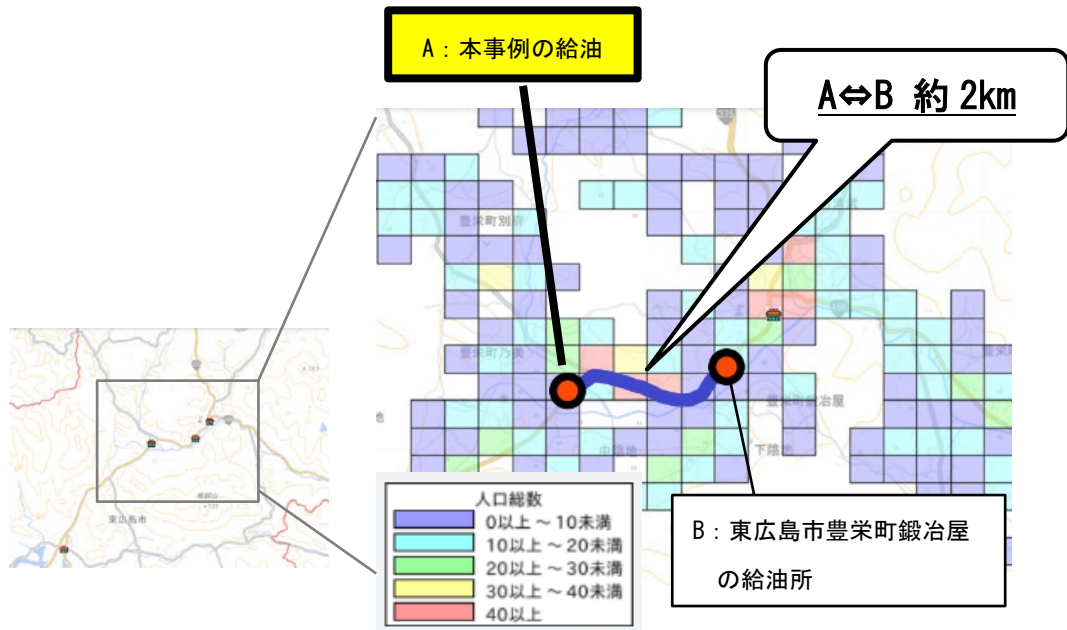 A：本事例の給油
A⇔B 約 2km
豊栄町別府
豊栄町乃美
豊栄町鍛冶屋
中陰地
下陰地
東広島市
人口総数
0以上 ～ 10未満
10以上 ～ 20未満
20以上 ～ 30未満
30以上 ～ 40未満
40以上
B：東広島市豊栄町鍛冶屋
の給油所